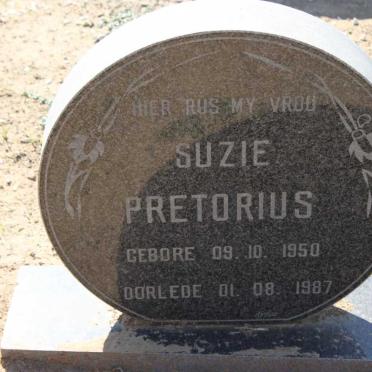 HIER RUS MY VROU
SUZIE
PRETORIUS
GEBORE 09. 10. 1950
OORLEDE 01. 08. 1987